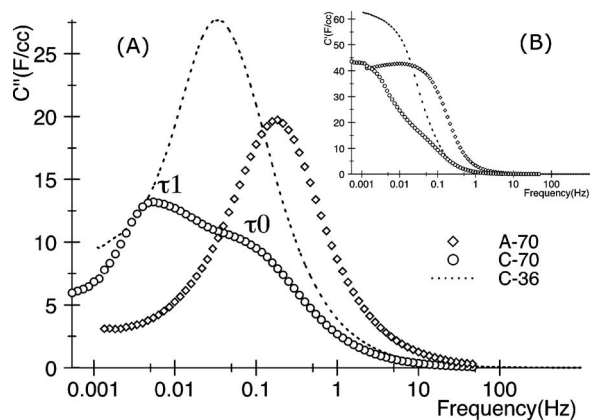 (A)
C"(F/cc)
25
20
15
10
5
0
τ1
τ0
0.001 0.01 0.1 1 10 100
Frequency(Hz)
(B)
C'(F/cc)
60
50
40
30
20
10
0
0.001 0.01 0.1 1 10 100
Frequency(Hz)
A-70
C-70
C-36